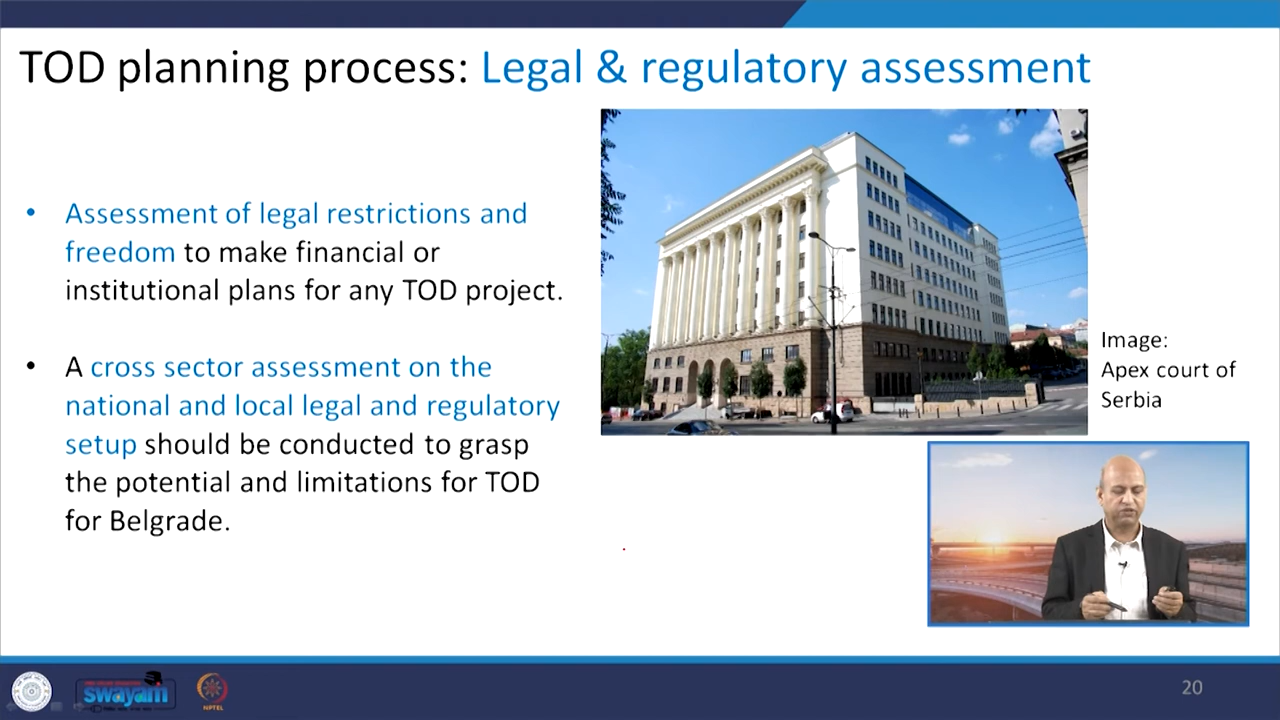 TOD planning process: Legal & regulatory assessment
• Assessment of legal restrictions and
freedom to make financial or
institutional plans for any TOD project.
• A cross sector assessment on the
national and local legal and regulatory
setup should be conducted to grasp
the potential and limitations for TOD
for Belgrade.
Image:
Apex court of
Serbia
swayam
NPTEL
20